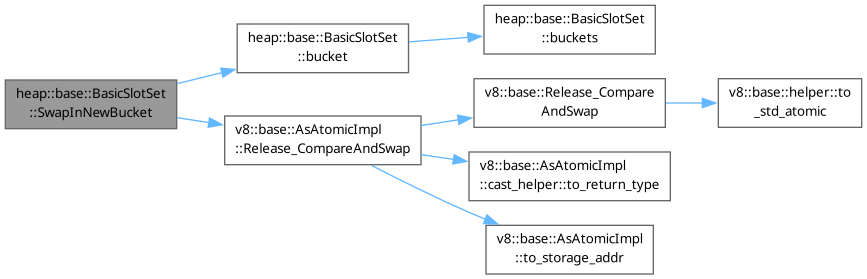 heap::base::BasicSlotSet
::SwapInNewBucket
heap::base::BasicSlotSet
::bucket
heap::base::BasicSlotSet
::buckets
v8::base::AsAtomicImpl
::Release_CompareAndSwap
v8::base::Release_Compare
AndSwap
v8::base::helper::to
_std_atomic
v8::base::AsAtomicImpl
::cast_helper::to_return_type
v8::base::AsAtomicImpl
::to_storage_addr